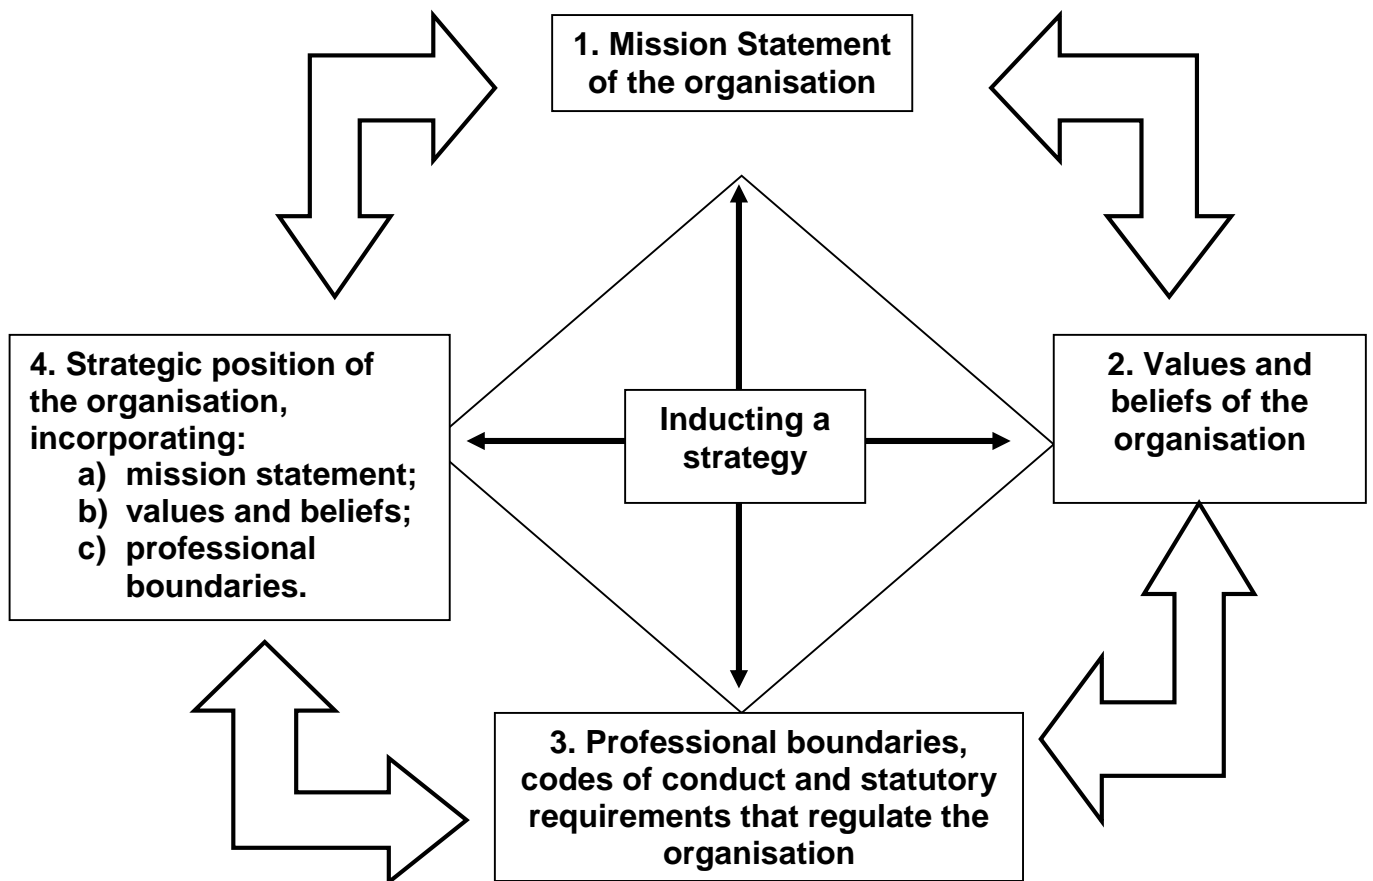 1. Mission Statement
of the organisation
4. Strategic position of
the organisation,
incorporating:
a) mission statement;
b) values and beliefs;
c) professional
boundaries.
Inducting a
strategy
2. Values and
beliefs of the
organisation
3. Professional boundaries,
codes of conduct and statutory
requirements that regulate the
organisation